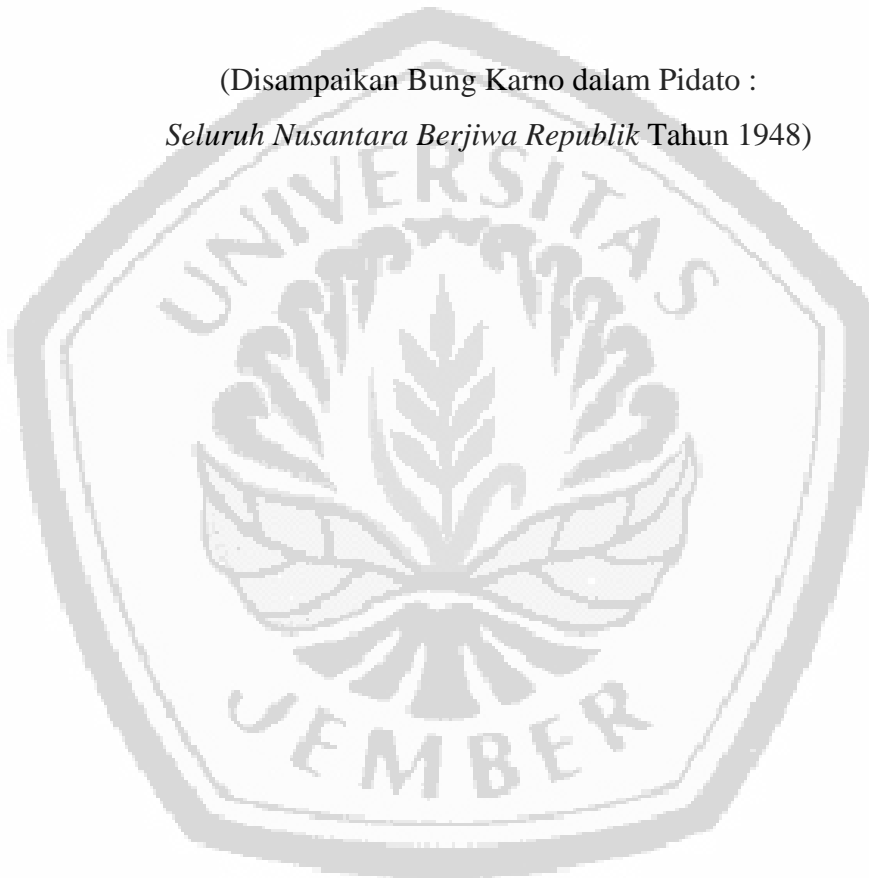 (Disampaikan Bung Karno dalam Pidato :
Seluruh Nusantara Berjiwa Republik Tahun 1948)
UNIVERSITAS
JEMBER